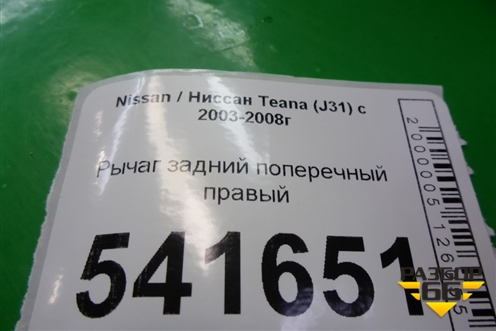 Nissan / Ниссан Teana (J31) с
2003-2008г
Рычаг задний поперечный
правый
541651
2000005126
РАЗБОР
66